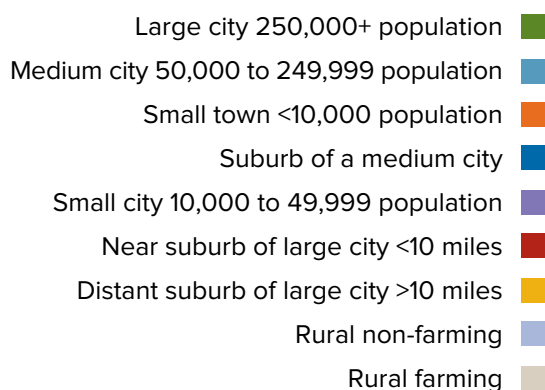 Large city 250,000+ population
Medium city 50,000 to 249,999 population
Small town <10,000 population
Suburb of a medium city
Small city 10,000 to 49,999 population
Near suburb of large city <10 miles
Distant suburb of large city >10 miles
Rural non-farming
Rural farming